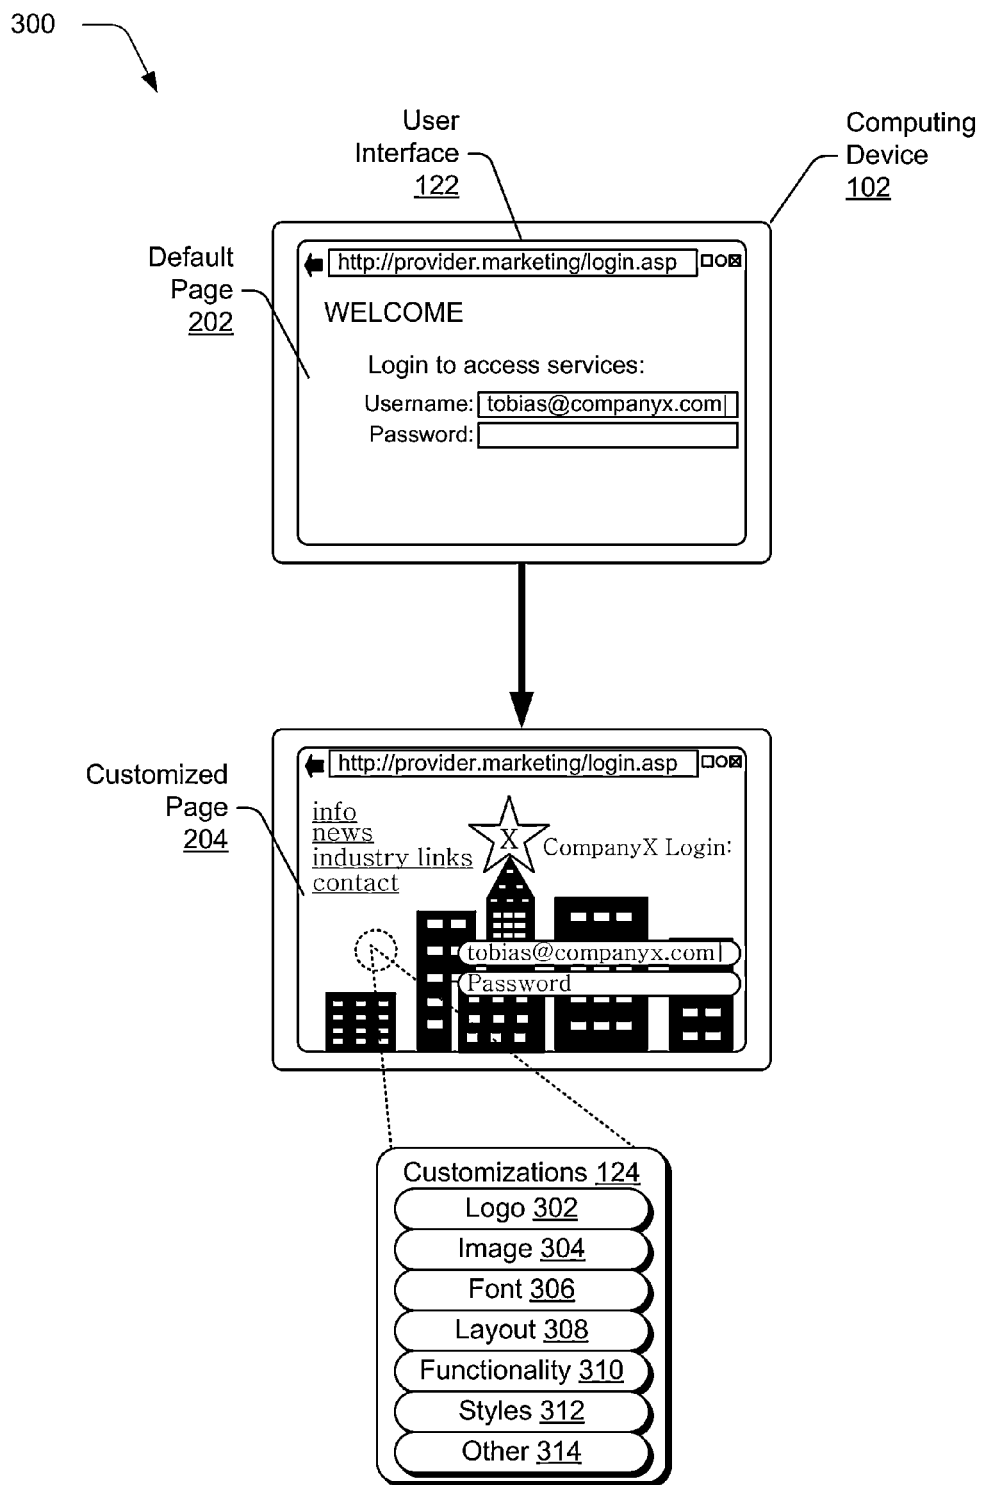 300
User
Interface
122
Computing
Device
102
Default
Page
202
http://provider.marketing/login.asp
WELCOME
Login to access services:
Username: tobias@companyx.com
Password:
Customized
Page
204
http://provider.marketing/login.asp
info
news
industry links
contact
X
CompanyX Login:
tobias@companyx.com
Password
Customizations 124
Logo 302
Image 304
Font 306
Layout 308
Functionality 310
Styles 312
Other 314